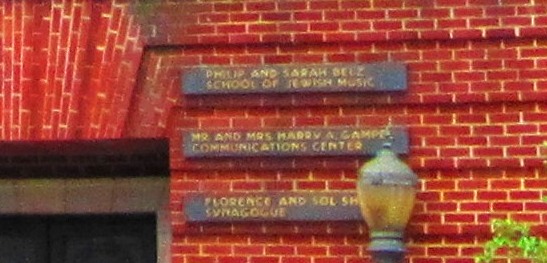 PHILIP AND SARAH BELZ
SCHOOL OF JEWISH MUSIC
MR. AND MRS. HARRY A. GAMPEL
COMMUNICATIONS CENTER
FLORENCE AND SOL SH
SYNAGOGUE